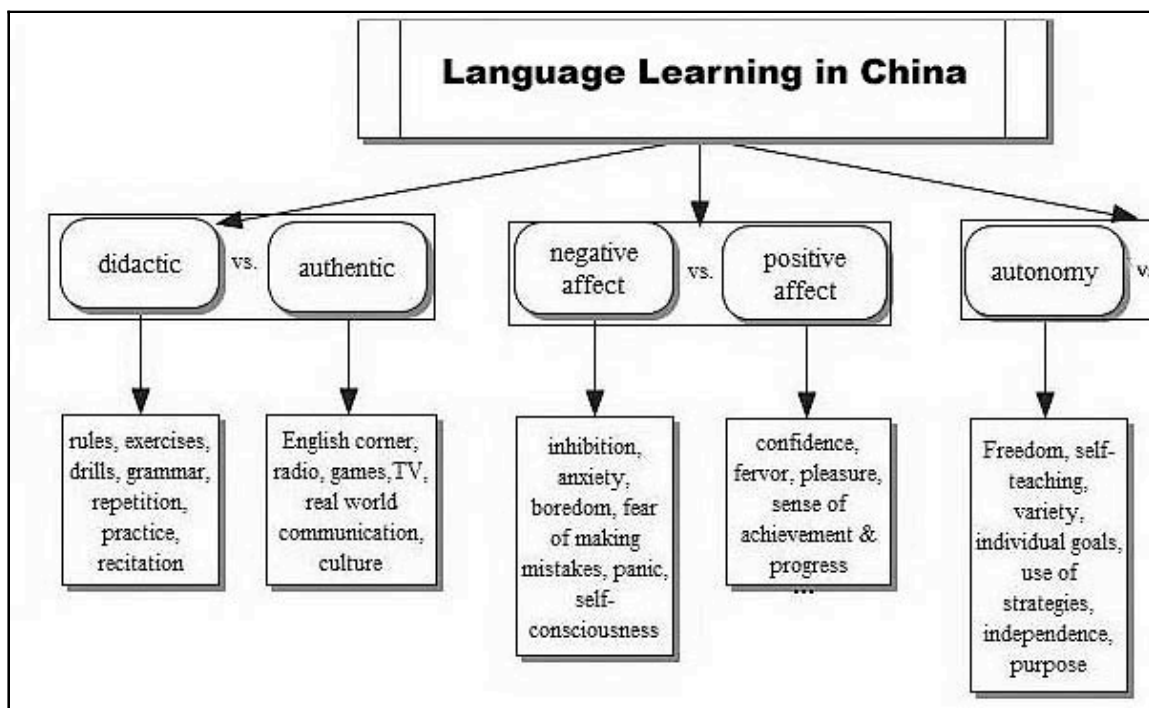 Language Learning in China
didactic
vs.
authentic
negative
affect
vs.
positive
affect
autonomy
rules, exercises,
drills, grammar,
repetition,
practice,
recitation
English corner,
radio, games,TV,
real world
communication,
culture
inhibition,
anxiety,
boredom, fear
of making
mistakes, panic,
self-
consciousness
confidence,
fervor, pleasure,
sense of
achievement &
progress
...
Freedom, self-
teaching,
variety,
individual goals,
use of
strategies,
independence,
purpose